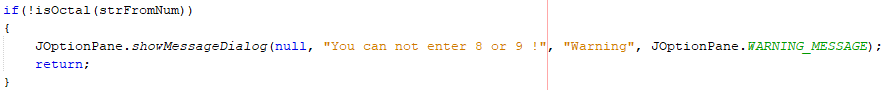 if(!isOctal(strFromNum))
{
JOptionPane.showMessageDialog(null, "You can not enter 8 or 9 !", "Warning", JOptionPane.WARNING_MESSAGE);
return;
}